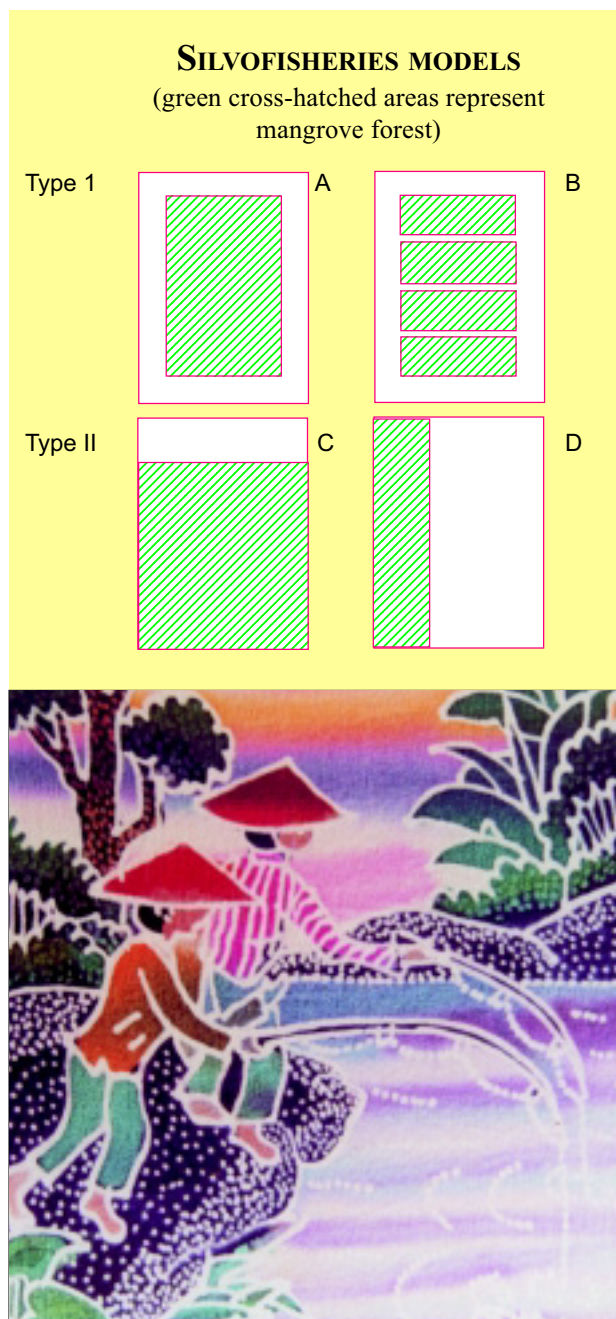 SILVOFISHERIES MODELS
(green cross-hatched areas represent
mangrove forest)
Type 1 A B
Type II C D